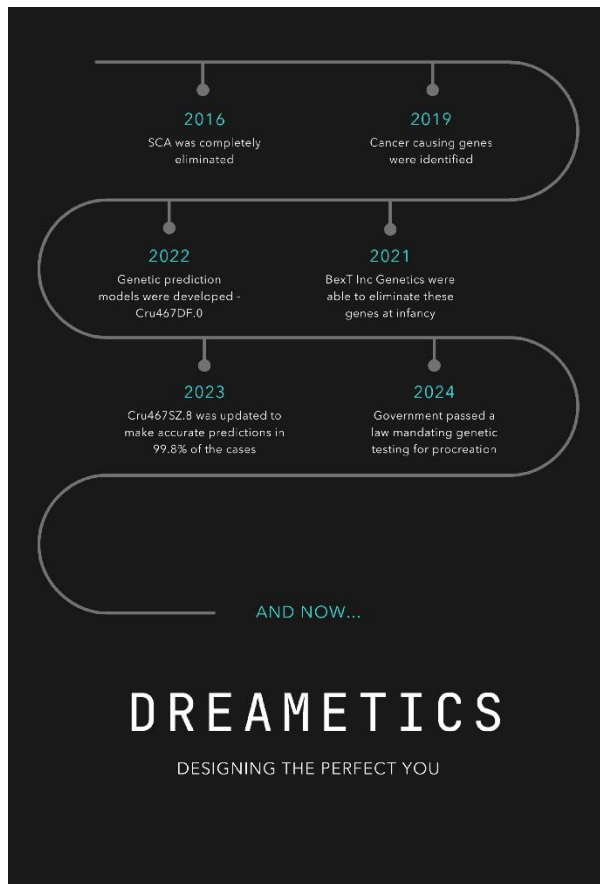 2016
SCA was completely
eliminated
2019
Cancer causing genes
were identified
2021
BexT Inc Genetics were
able to eliminate these
genes at infancy
2022
Genetic prediction
models were developed -
Cru467DF.0
2023
Cru467SZ.8 was updated to
make accurate predictions in
99.8% of the cases
2024
Government passed a
law mandating genetic
testing for procreation
AND NOW...
DREAMETICS
DESIGNING THE PERFECT YOU